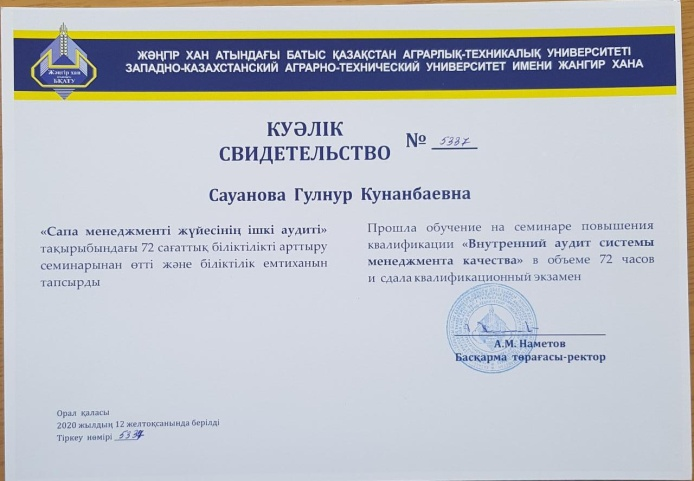 ЖӘҢГІР ХАН АТЫНДАҒЫ БАТЫС ҚАЗАҚСТАН АГРАРЛЫҚ-ТЕХНИКАЛЫҚ УНИВЕРСИТЕТІ
ЗАПАДНО-КАЗАХСТАНСКИЙ АГРАРНО-ТЕХНИЧЕСКИЙ УНИВЕРСИТЕТ ИМЕНИ ЖАНГИР ХАНА
Жәңгір хан
БҚАТУ
КУӘЛІК
СВИДЕТЕЛЬСТВО № 5337
Сауанова Гулнур Кунанбаевна
«Сапа менеджменті жүйесінің ішкі аудиті»
тақырыбындағы 72 сағаттық біліктілікті арттыру
семинарынан өтті және біліктілік емтиханын
тапсырды
Прошла обучение на семинаре повышения
квалификации «Внутренний аудит системы
менеджмента качества» в объеме 72 часов
и сдала квалификационный экзамен
А.М. Наметов
Басқарма төрағасы-ректор
Орал қаласы
2020 жылдың 12 желтоқсанында берілді
Тіркеу нөмірі 5337